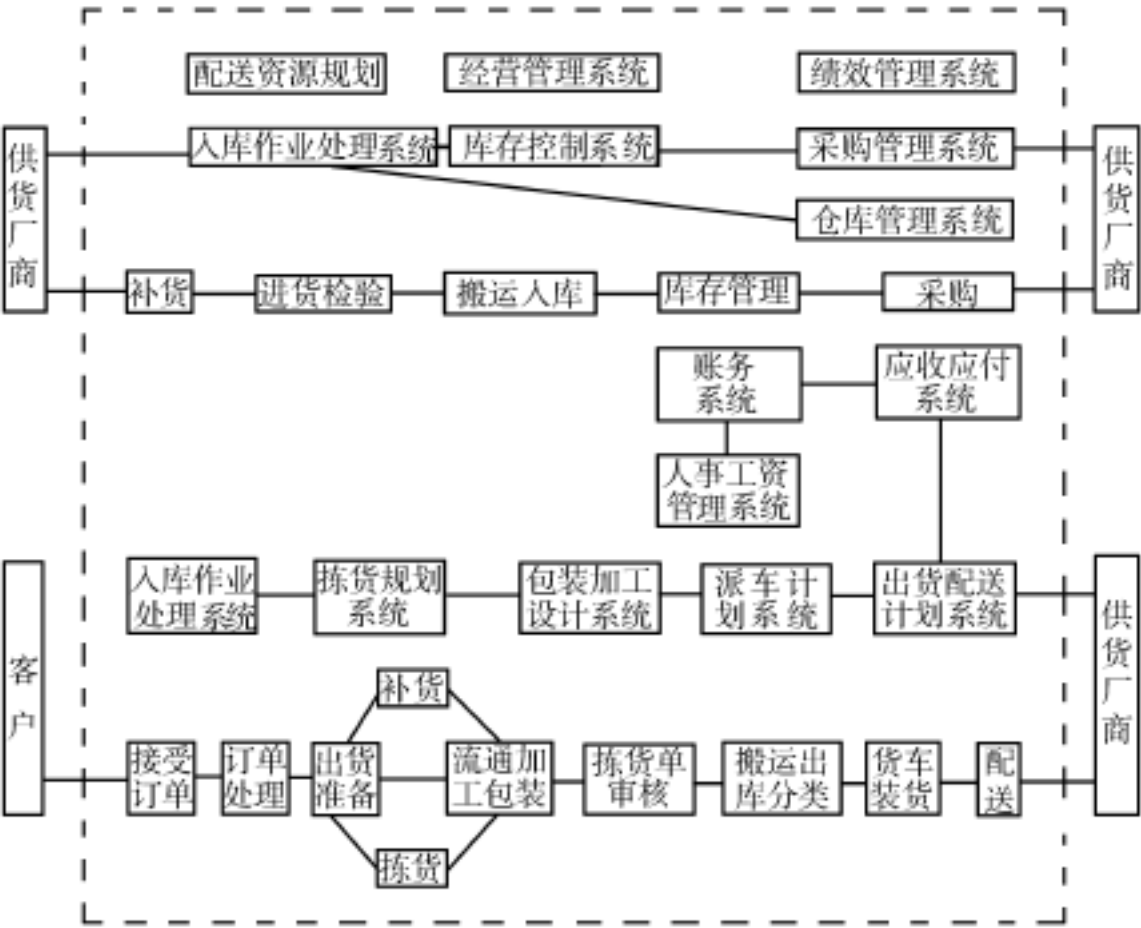 配送资源规划
经营管理系统
绩效管理系统
供货厂商
入库作业处理系统
库存控制系统
采购管理系统
供货厂商
仓库管理系统
补货
进货检验
搬运入库
库存管理
采购
账务
系统
应收应付
系统
人事工资
管理系统
客户
入库作业
处理系统
拣货规划
系统
包装加工
设计系统
派车计
划系统
出货配送
计划系统
供货厂商
补货
接受
订单
订单
处理
出货
准备
流通加
工包装
拣货单
审核
搬运出
库分类
货车
装货
配
送
拣货